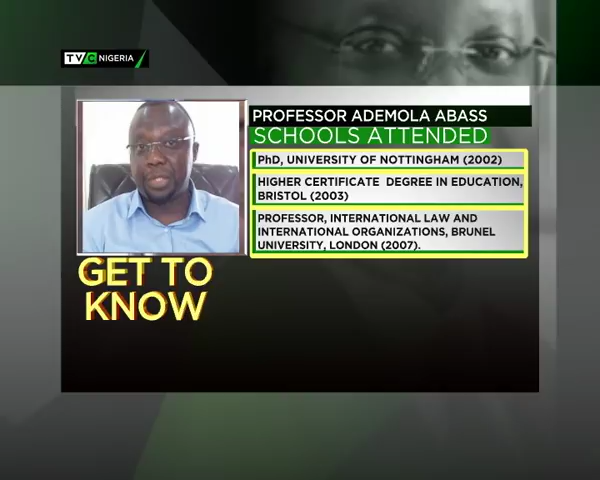 TVC NIGERIA
PROFESSOR ADEMOLA ABASS
SCHOOLS ATTENDED
PhD, UNIVERSITY OF NOTTINGHAM (2002)
HIGHER CERTIFICATE DEGREE IN EDUCATION,
BRISTOL (2003)
PROFESSOR, INTERNATIONAL LAW AND
INTERNATIONAL ORGANIZATIONS, BRUNEL
UNIVERSITY, LONDON (2007).
GET TO
KNOW